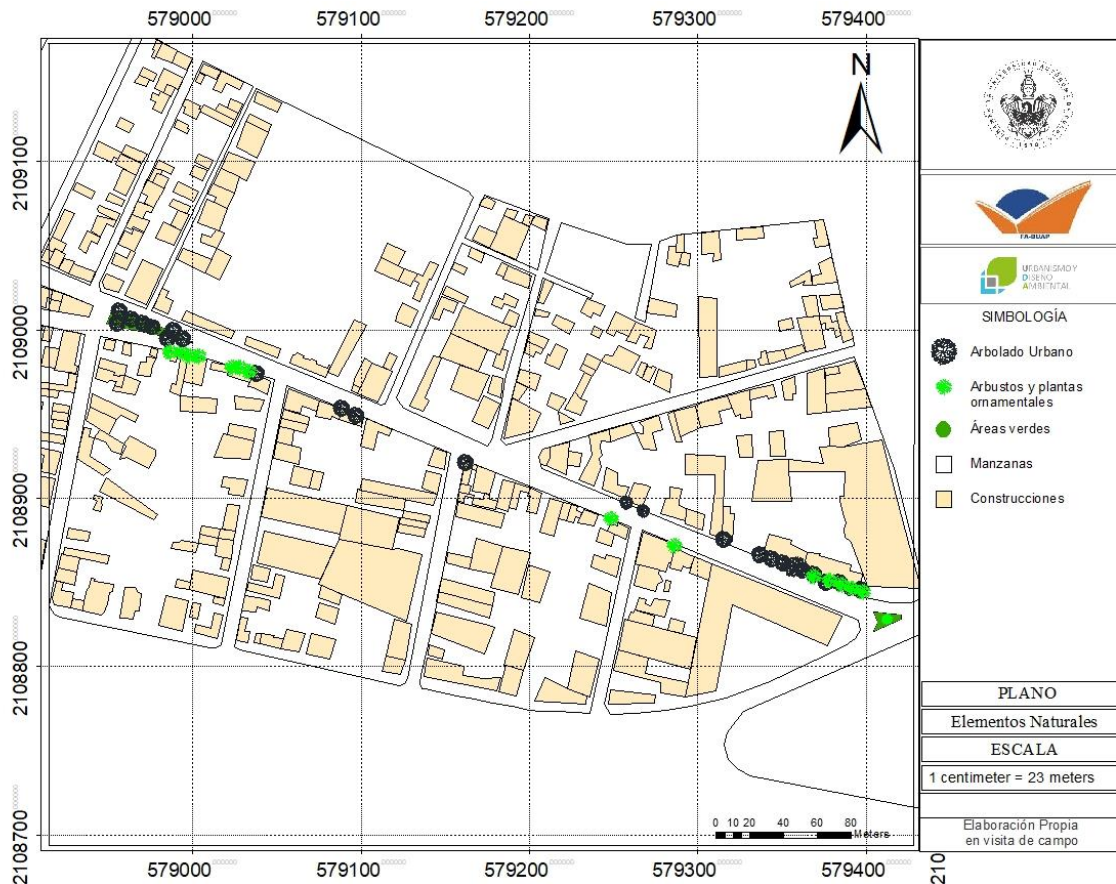 579000 579100 579200 579300 579400
2109100
2109000
2108900
2108800
2108700
N
FA-BUAP
URBANISMO Y
DISEÑO
AMBIENTAL
SIMBOLOGÍA
Arbolado Urbano
Arbustos y plantas
ornamentales
Áreas verdes
Manzanas
Construcciones
PLANO
Elementos Naturales
ESCALA
1 centimeter = 23 meters
Elaboración Propia
en visita de campo
0 10 20 40 60 80
Meters
579000 579100 579200 579300 579400
210